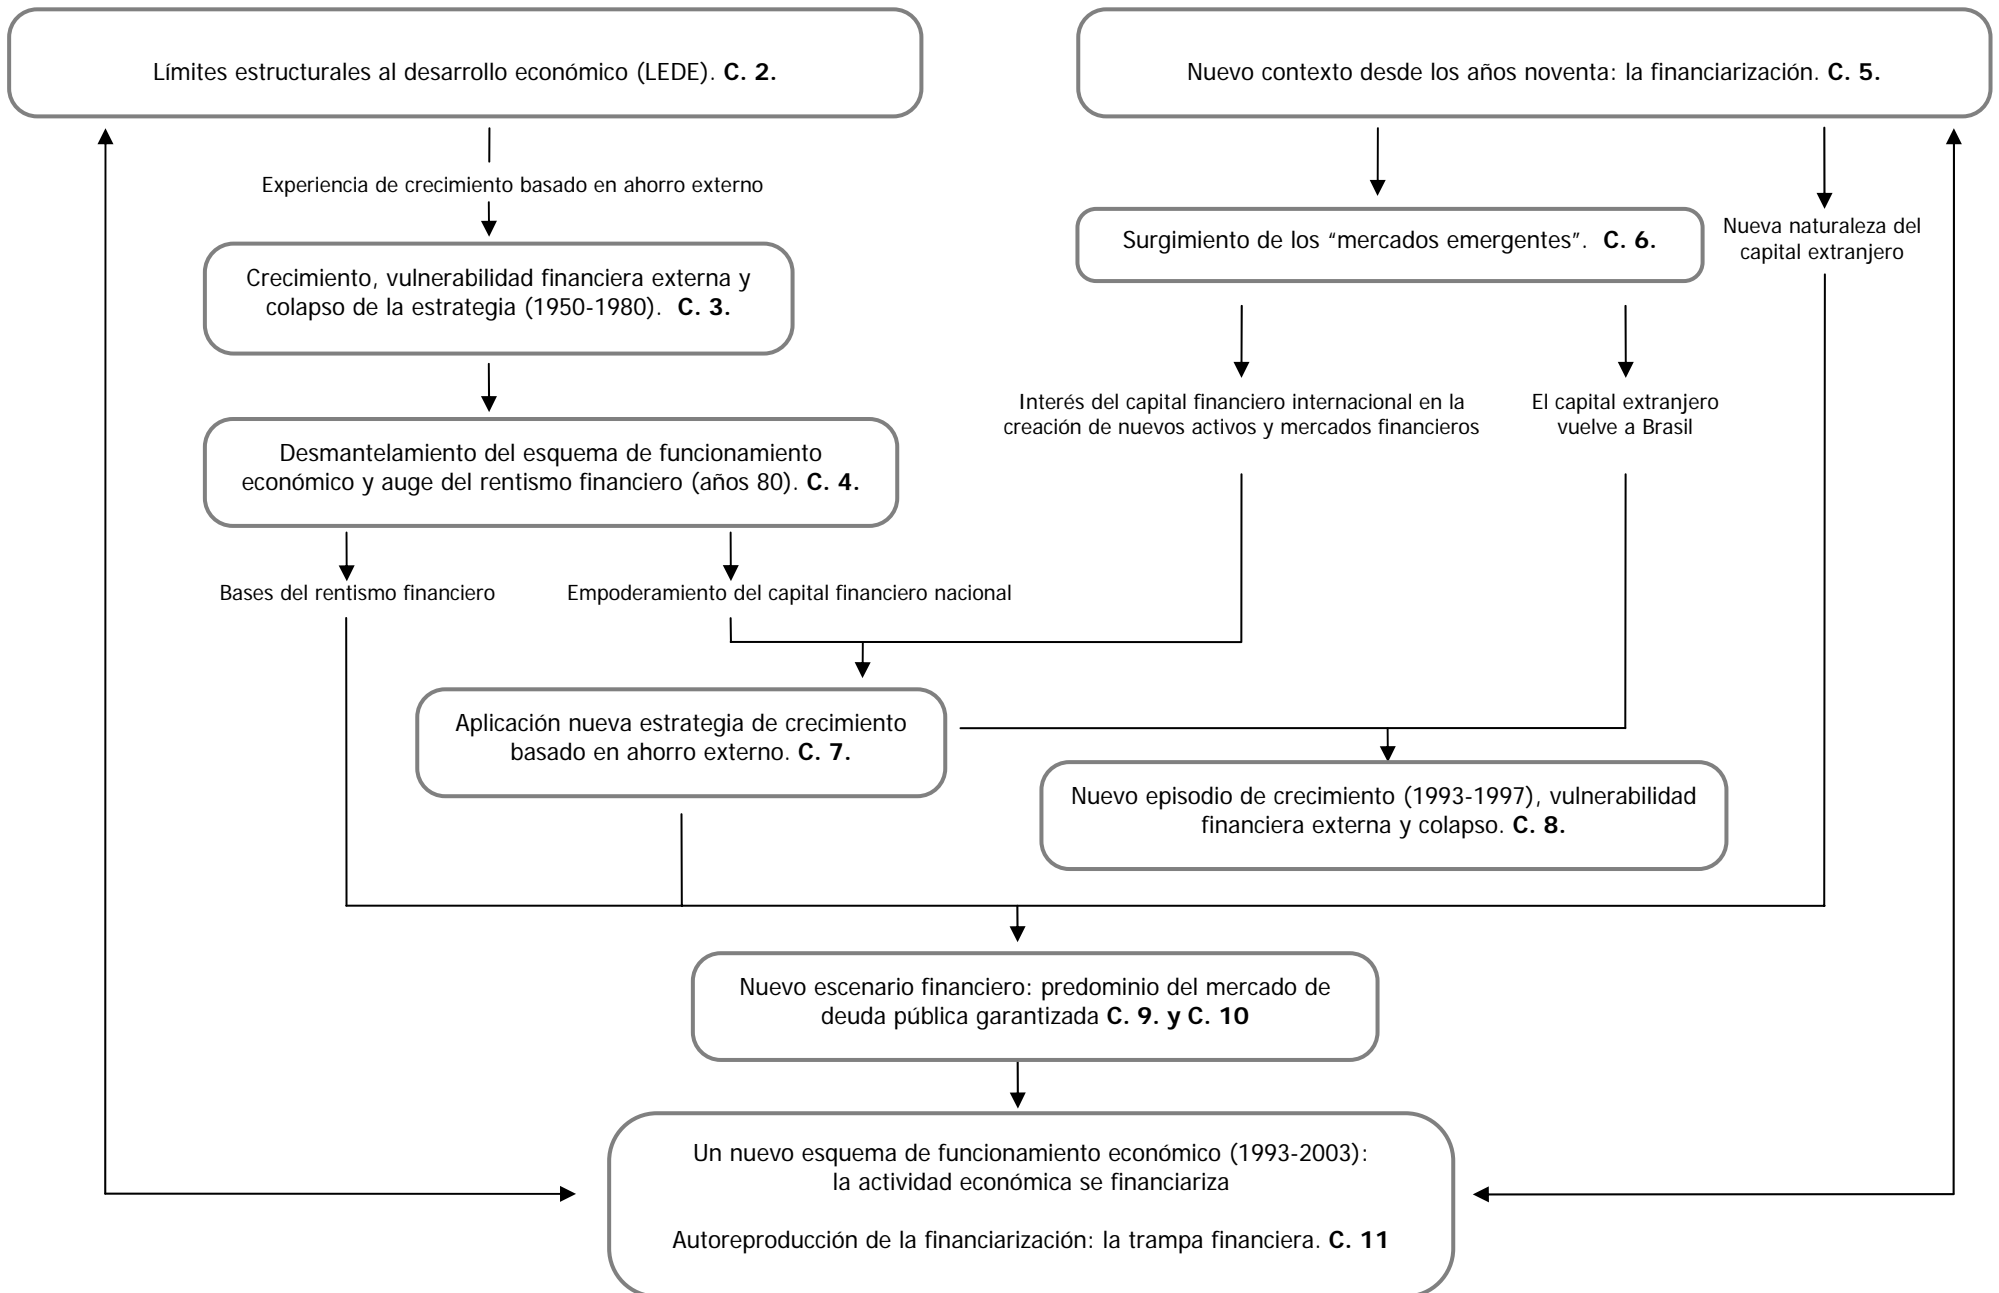 Límites estructurales al desarrollo económico (LEDE). C. 2.
Nuevo contexto desde los años noventa: la financiarización. C. 5.
Experiencia de crecimiento basado en ahorro externo
Surgimiento de los “mercados emergentes”. C. 6.
Nueva naturaleza del
capital extranjero
Crecimiento, vulnerabilidad financiera externa y
colapso de la estrategia (1950-1980). C. 3.
Interés del capital financiero internacional en la
creación de nuevos activos y mercados financieros
El capital extranjero
vuelve a Brasil
Desmantelamiento del esquema de funcionamiento
económico y auge del rentismo financiero (años 80). C. 4.
Bases del rentismo financiero
Empoderamiento del capital financiero nacional
Aplicación nueva estrategia de crecimiento
basado en ahorro externo. C. 7.
Nuevo episodio de crecimiento (1993-1997), vulnerabilidad
financiera externa y colapso. C. 8.
Nuevo escenario financiero: predominio del mercado de
deuda pública garantizada C. 9. y C. 10
Un nuevo esquema de funcionamiento económico (1993-2003):
la actividad económica se financiariza
Autoreproducción de la financiarización: la trampa financiera. C. 11